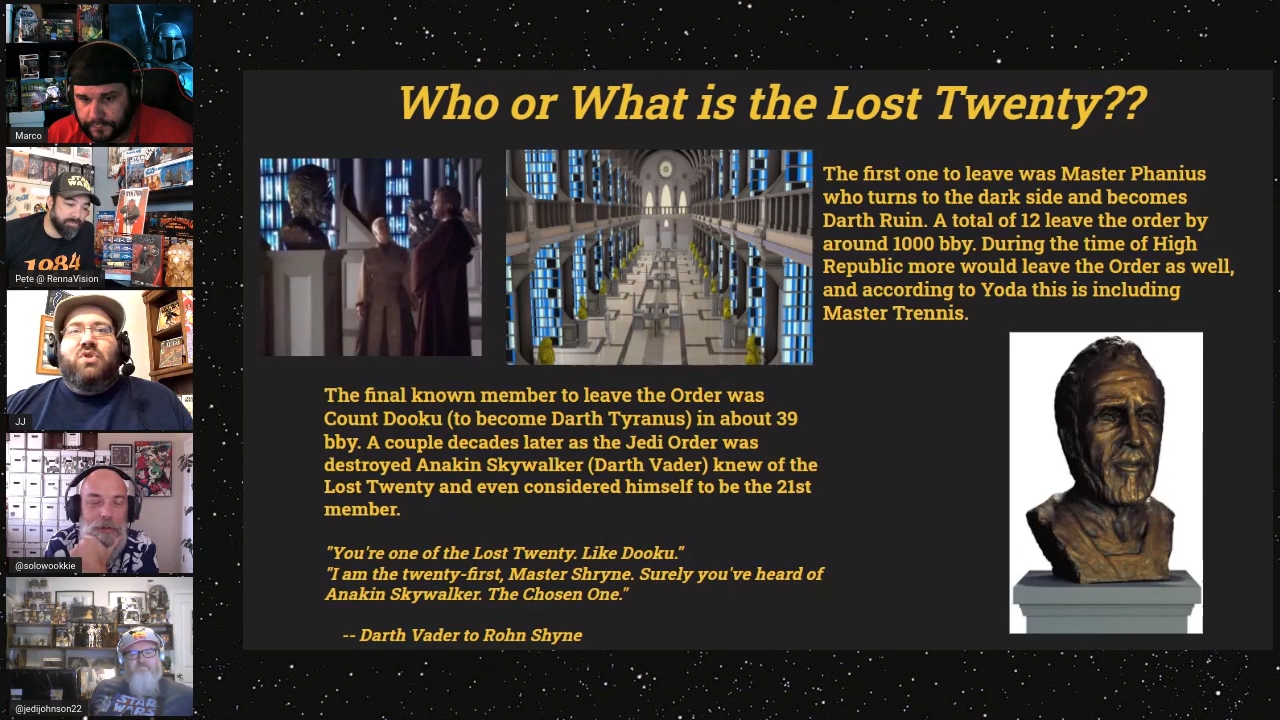 Who or What is the Lost Twenty??
The first one to leave was Master Phanius
who turns to the dark side and becomes
Darth Ruin. A total of 12 leave the order by
around 1000 bby. During the time of High
Republic more would leave the Order as well,
and according to Yoda this is including
Master Trennis.
The final known member to leave the Order was
Count Dooku (to become Darth Tyranus) in about 39
bby. A couple decades later as the Jedi Order was
destroyed Anakin Skywalker (Darth Vader) knew of the
Lost Twenty and even considered himself to be the 21st
member.
"You're one of the Lost Twenty. Like Dooku."
"I am the twenty-first, Master Shryne. Surely you've heard of
Anakin Skywalker. The Chosen One."
-- Darth Vader to Rohn Shyne
Marco
STAR
WARS
1984
Pete @ RennaVision
JJ
@solowookkie
STAR
WARS
@jedijohnson22